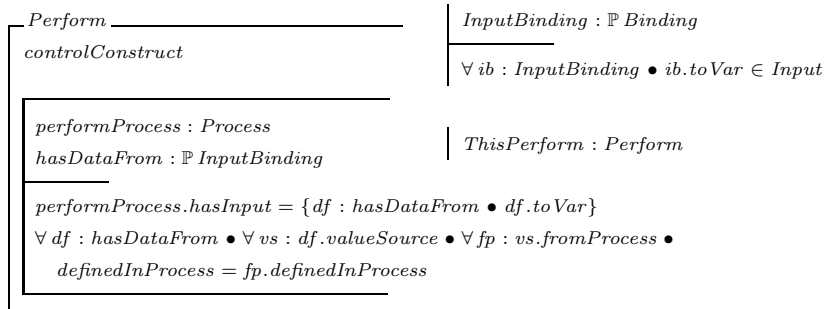 Perform
controlConstruct
performProcess : Process
hasDataFrom : ℙ InputBinding
performProcess.hasInput = {df : hasDataFrom • df.toVar}
∀ df : hasDataFrom • ∀ vs : df.valueSource • ∀ fp : vs.fromProcess •
definedInProcess = fp.definedInProcess
InputBinding : ℙ Binding
∀ ib : InputBinding • ib.toVar ∈ Input
ThisPerform : Perform